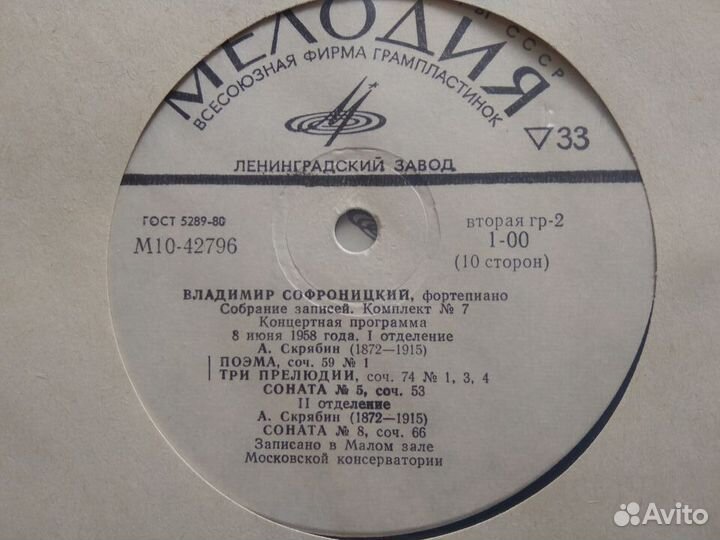 МЕЛОДИЯ
СССР
ВСЕСОЮЗНАЯ ФИРМА ГРАМПЛАСТИНОК
33
ЛЕНИНГРАДСКИЙ ЗАВОД
ГОСТ 5289-80
М10-42796
вторая гр-2
1-00
(10 сторон)
ВЛАДИМИР СОФРОНИЦКИЙ, фортепиано
Собрание записей. Комплект № 7
Концертная программа
8 июня 1958 года. I отделение
А. Скрябин (1872—1915)
ПОЭМА, соч. 59 № 1
ТРИ ПРЕЛЮДИИ, соч. 74 № 1, 3, 4
СОНАТА № 5, соч. 53
II отделение
А. Скрябин (1872—1915)
СОНАТА № 8, соч. 66
Записано в Малом зале
Московской консерватории
Avito